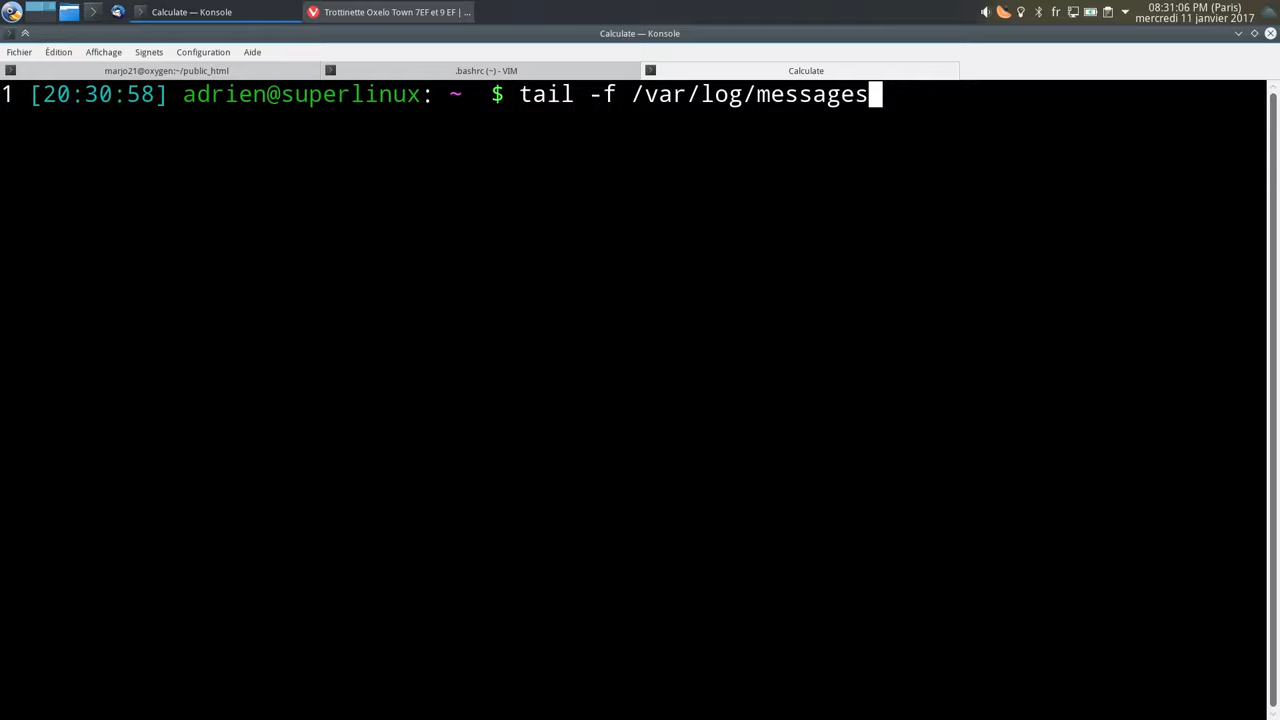 Calculate — Konsole
Trottinette Oxelo Town 7EF et 9 EF | ...
fr
08:31:06 PM (Paris)
mercredi 11 janvier 2017
Calculate — Konsole
Fichier Édition Affichage Signets Configuration Aide
marjo21@oxygen:~/public_html
.bashrc (~) - VIM
Calculate
1 [20:30:58] adrien@superlinux: ~ $ tail -f /var/log/messages